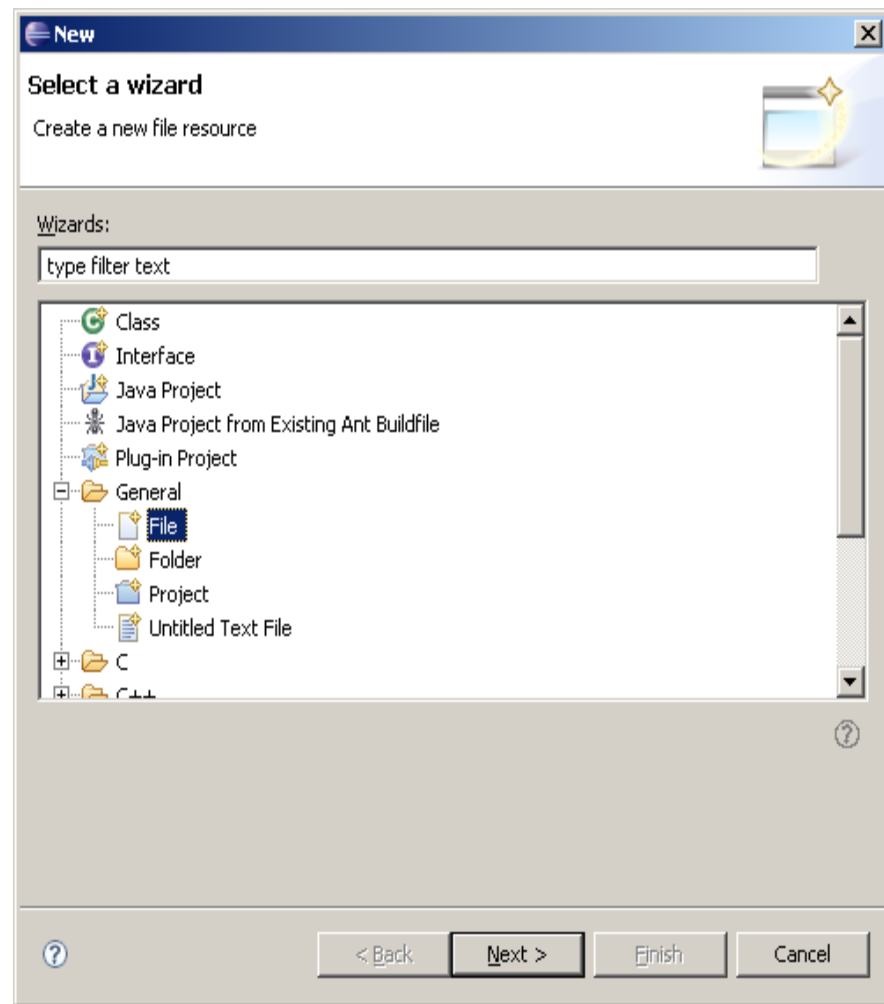 New
Select a wizard
Create a new file resource
Wizards:
type filter text
Class
Interface
Java Project
Java Project from Existing Ant Buildfile
Plug-in Project
General
File
Folder
Project
Untitled Text File
C
C++
< Back
Next >
Finish
Cancel